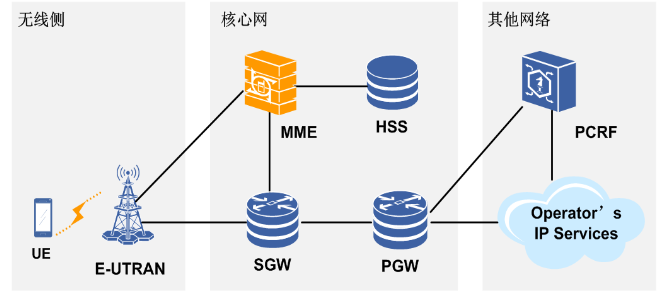 无线侧
核心网
其他网络
MME
HSS
PCRF
UE
E-UTRAN
SGW
PGW
Operator’s
IP Services